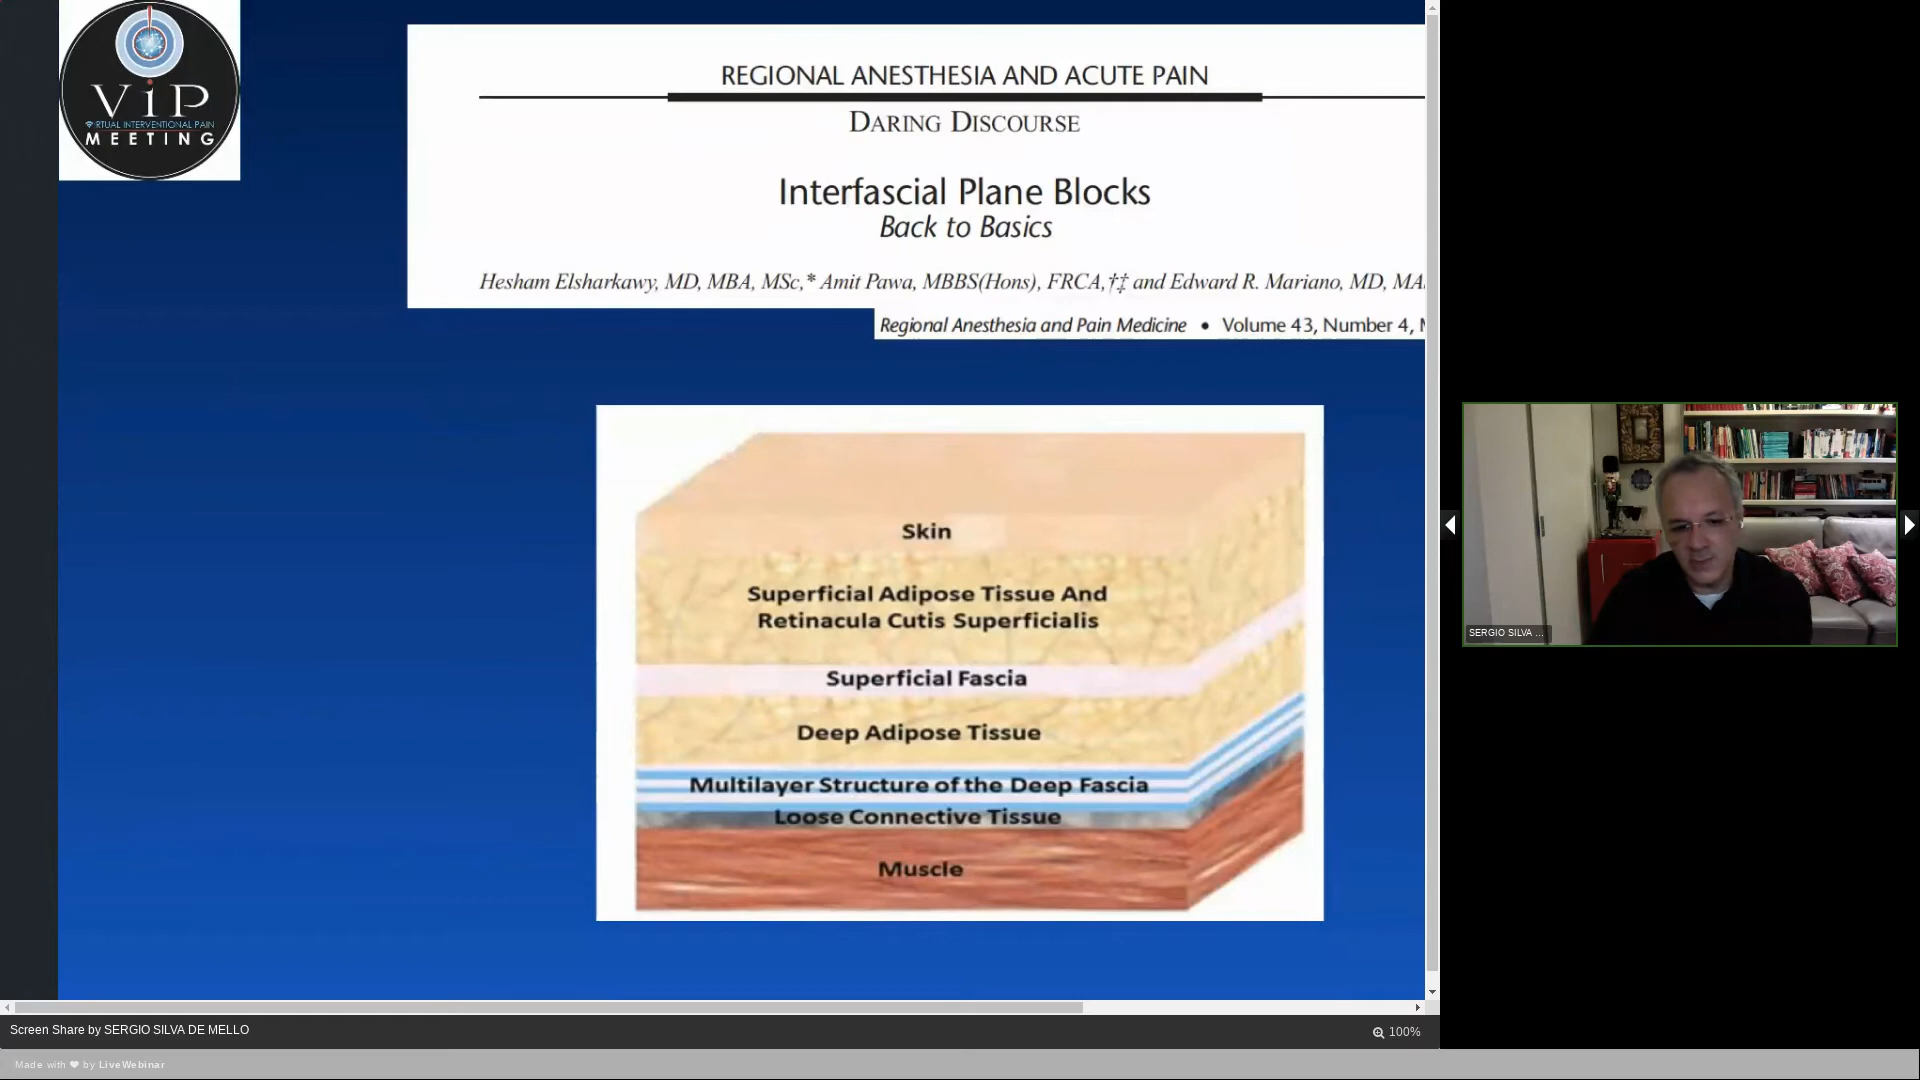 ViP
VIRTUAL INTERVENTIONAL PAIN
MEETING
REGIONAL ANESTHESIA AND ACUTE PAIN
DARING DISCOURSE
Interfascial Plane Blocks
Back to Basics
Hesham Elsharkawy, MD, MBA, MSc,* Amit Pawa, MBBS(Hons), FRCA,†‡ and Edward R. Mariano, MD, MA
Regional Anesthesia and Pain Medicine • Volume 43, Number 4,
Skin
Superficial Adipose Tissue And
Retinacula Cutis Superficialis
Superficial Fascia
Deep Adipose Tissue
Multilayer Structure of the Deep Fascia
Loose Connective Tissue
Muscle
SERGIO SILVA ...
Screen Share by SERGIO SILVA DE MELLO
100%
Made with ❤ by LiveWebinar